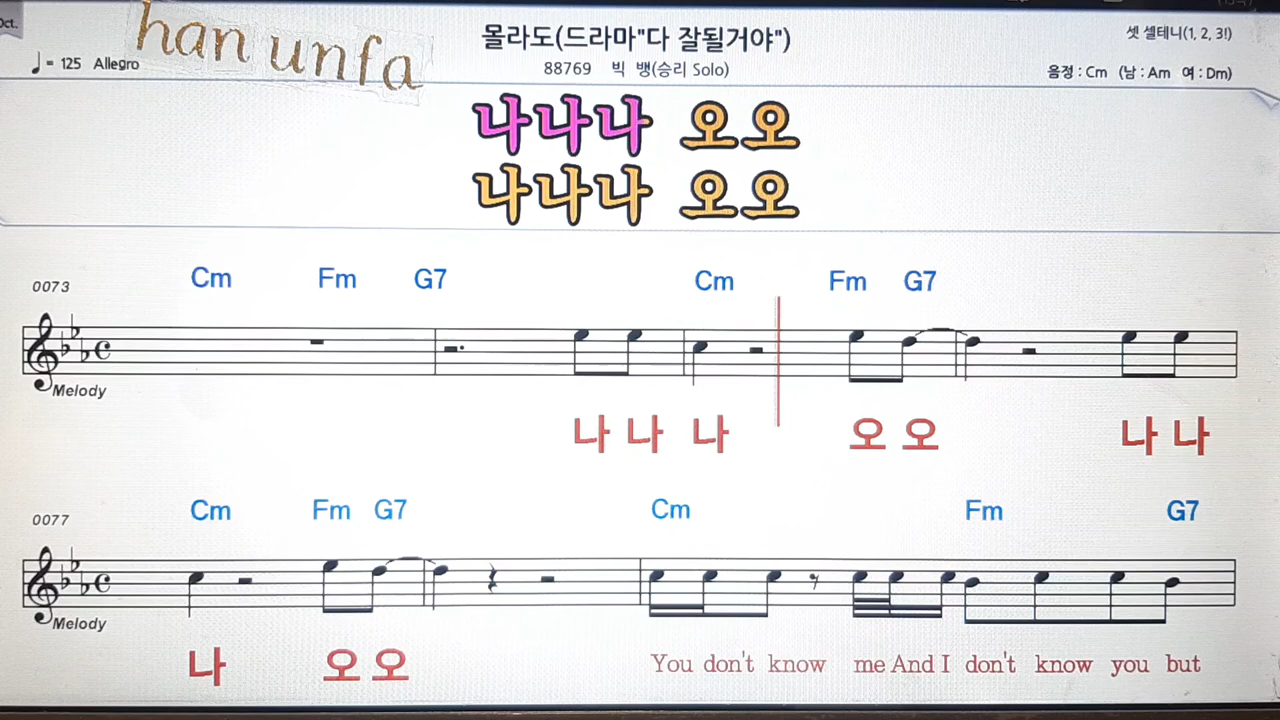 Oct.
han unfa
몰라도(드라마"다 잘될거야")
셋 셀테니(1, 2, 3!)
♩= 125 Allegro
88769 빅 뱅(승리 Solo)
음정 : Cm (남 : Am 여 : Dm)
나나나 오오
나나나 오오
Cm Fm G7 Cm Fm G7
0073
Melody
나 나 나 오 오 나 나
Cm Fm G7 Cm Fm G7
0077
Melody
나 오 오 You don't know me And I don't know you but